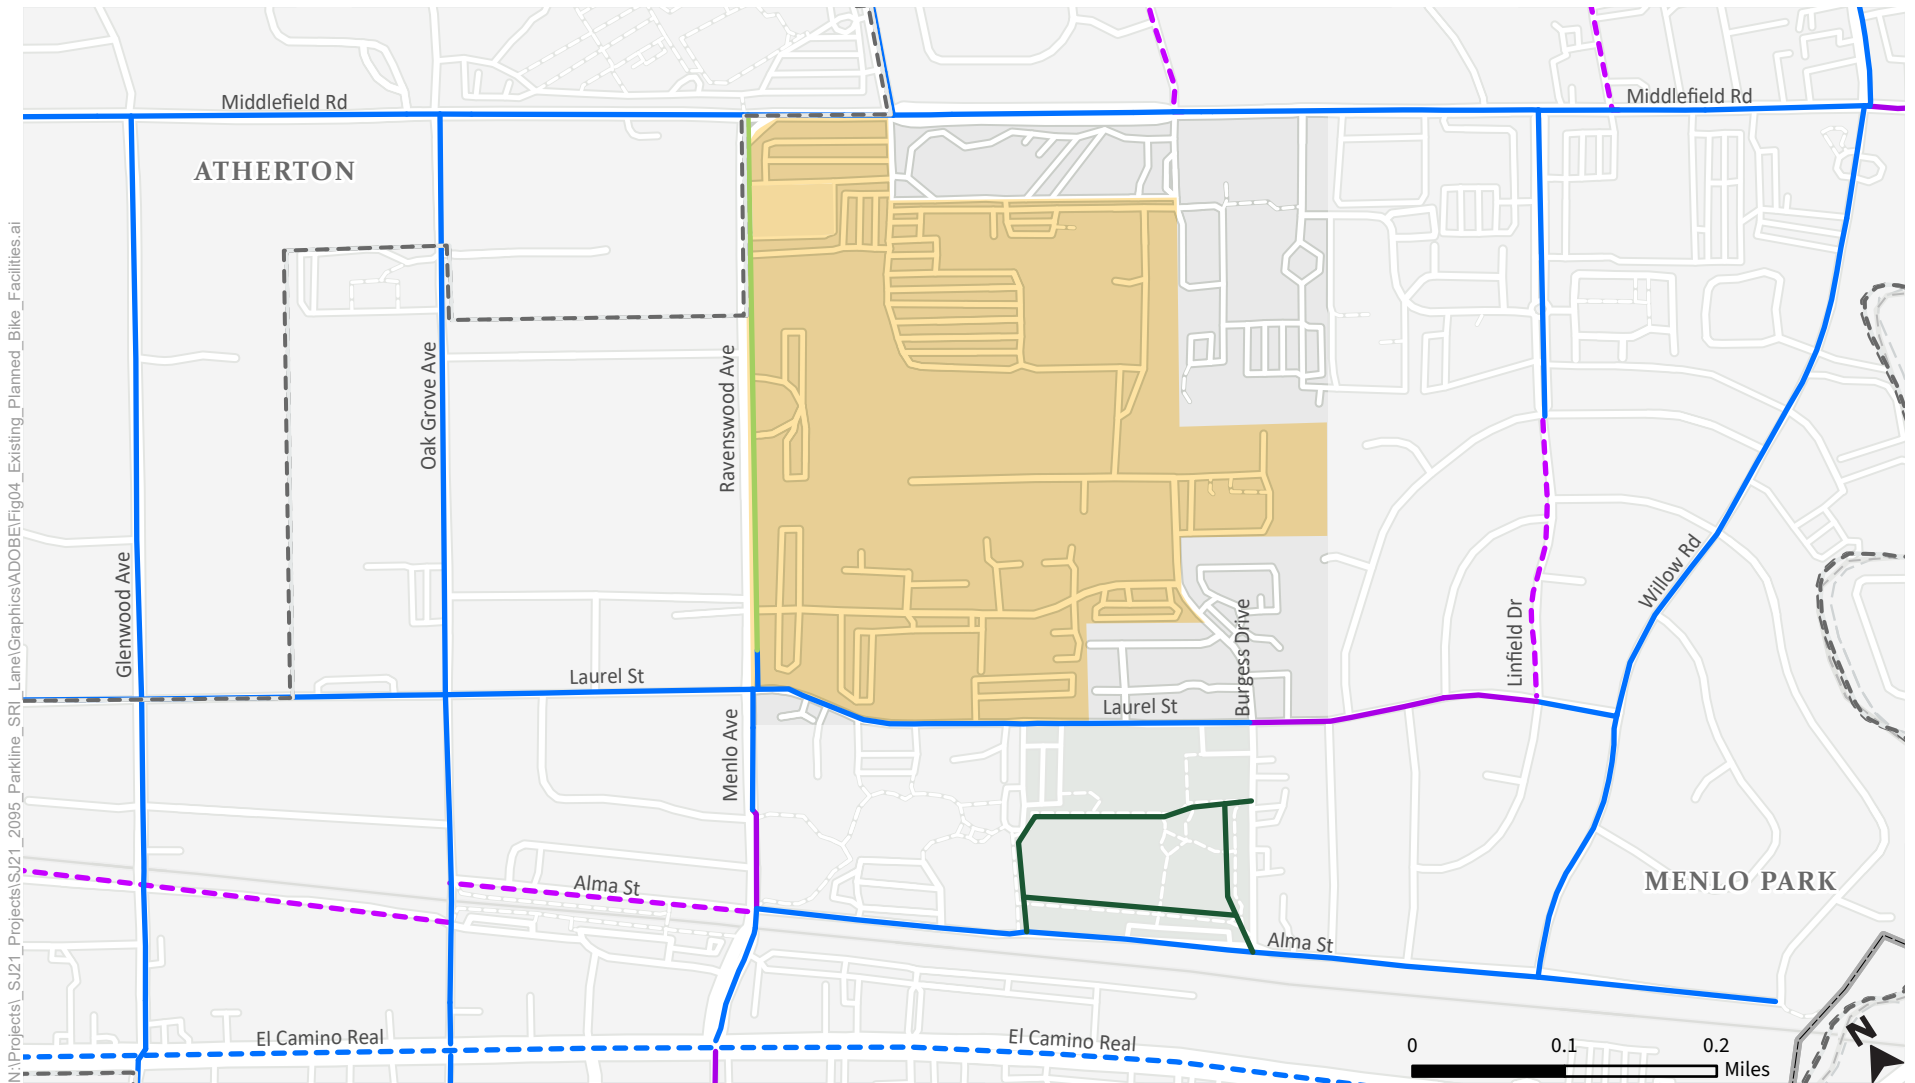 Middlefield Rd
Middlefield Rd
ATHERTON
Oak Grove Ave
Ravenswood Ave
Glenwood Ave
Willow Rd
Linfield Dr
Burgess Drive
Laurel St
Laurel St
Menlo Ave
Alma St
MENLO PARK
Alma St
El Camino Real
El Camino Real
N
0 0.1 0.2
Miles
N:\Projects\_SJ21_Projects\SJ21_2095_Parkline_SRI_Lane\Graphics\ADOBE\Fig04_Existing_Planned_Bike_Facilities.ai